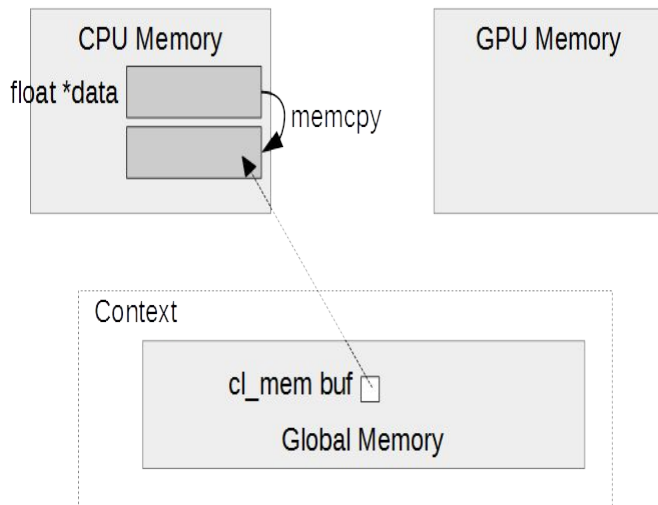 CPU Memory
GPU Memory
float *data
memcpy
Context
cl_mem buf
Global Memory